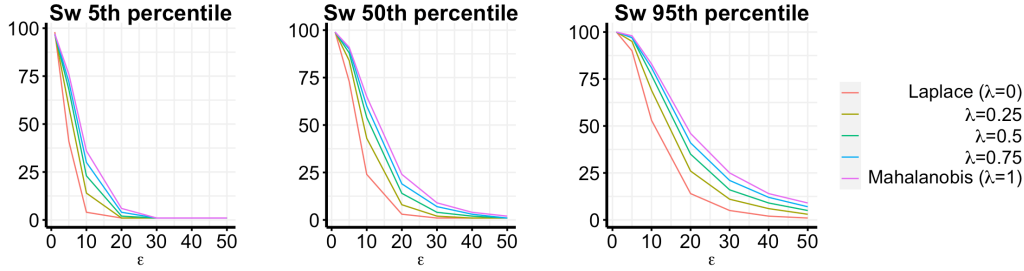 Sw 5th percentile
100
75
50
25
0
0 10 20 30 40 50
ε
Sw 50th percentile
100
75
50
25
0
0 10 20 30 40 50
ε
Sw 95th percentile
100
75
50
25
0
0 10 20 30 40 50
ε
Laplace (λ=0)
λ=0.25
λ=0.5
λ=0.75
Mahalanobis (λ=1)